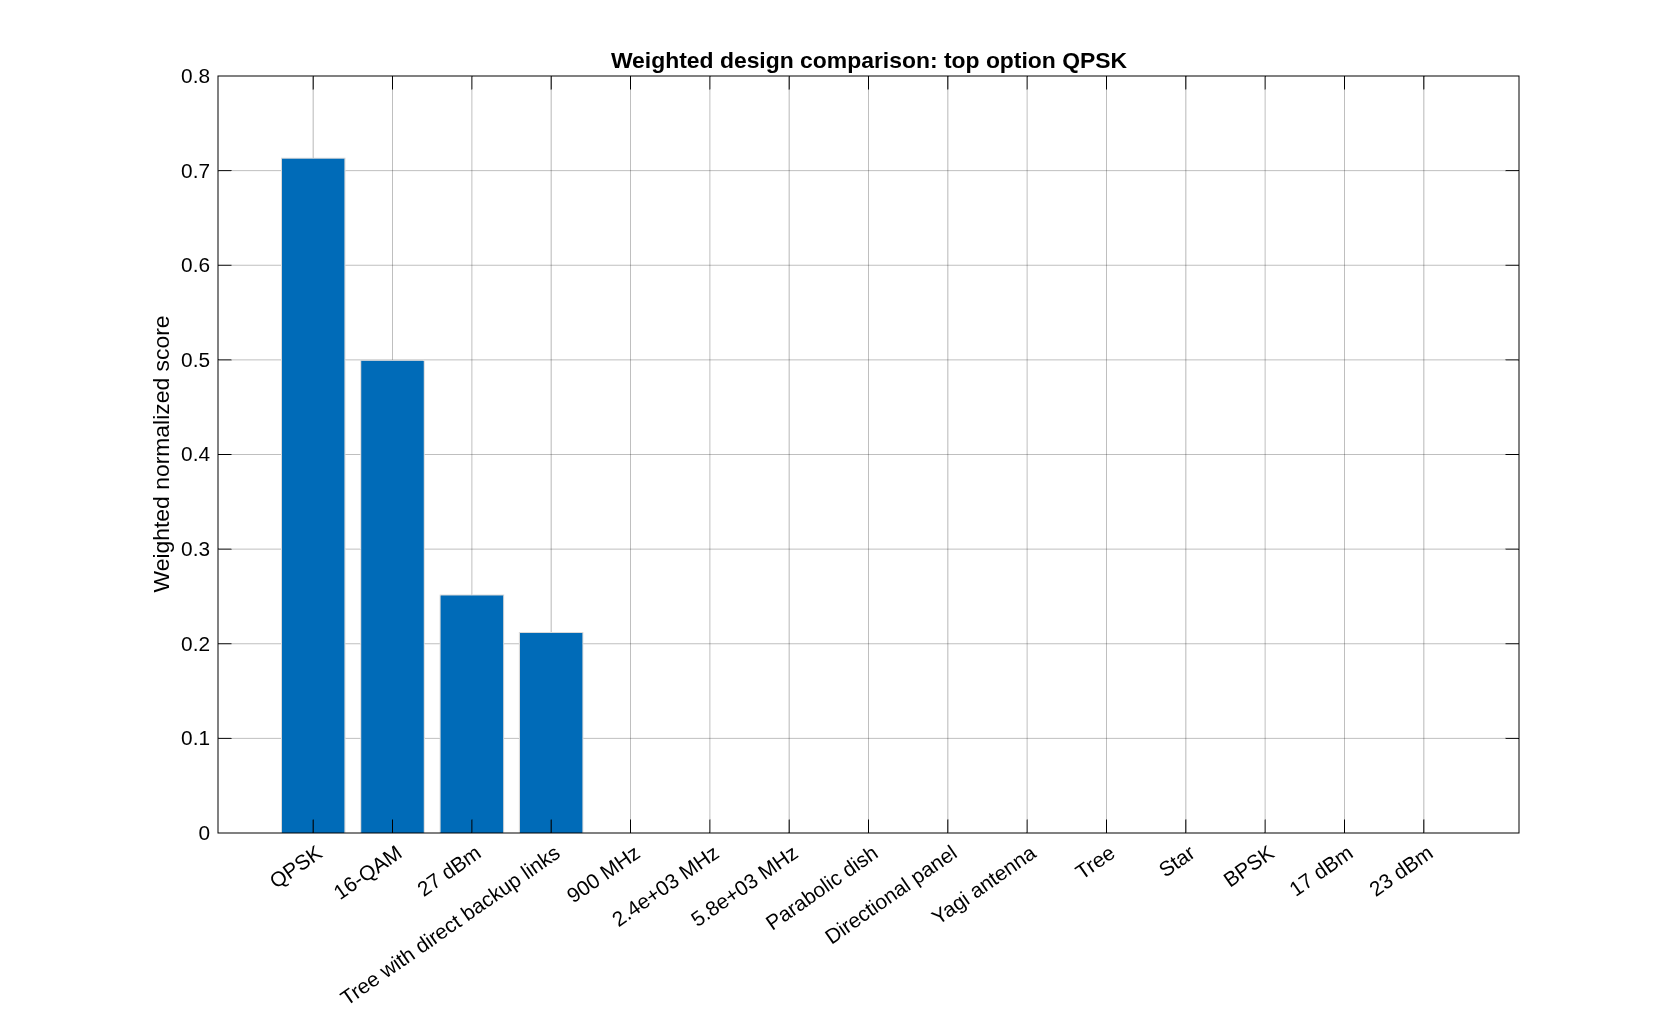 Weighted design comparison: top option QPSK
Weighted normalized score
0.8
0.7
0.6
0.5
0.4
0.3
0.2
0.1
0
QPSK
16-QAM
27 dBm
Tree with direct backup links
900 MHz
2.4e+03 MHz
5.8e+03 MHz
Parabolic dish
Directional panel
Yagi antenna
Tree
Star
BPSK
17 dBm
23 dBm